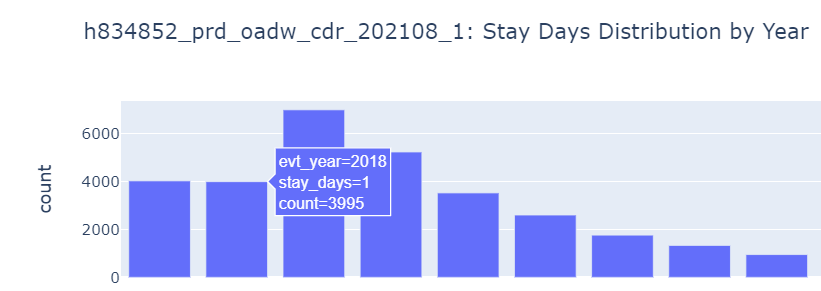 h834852_prd_oadw_cdr_202108_1: Stay Days Distribution by Year
6000
4000
2000
0
count
evt_year=2018
stay_days=1
count=3995